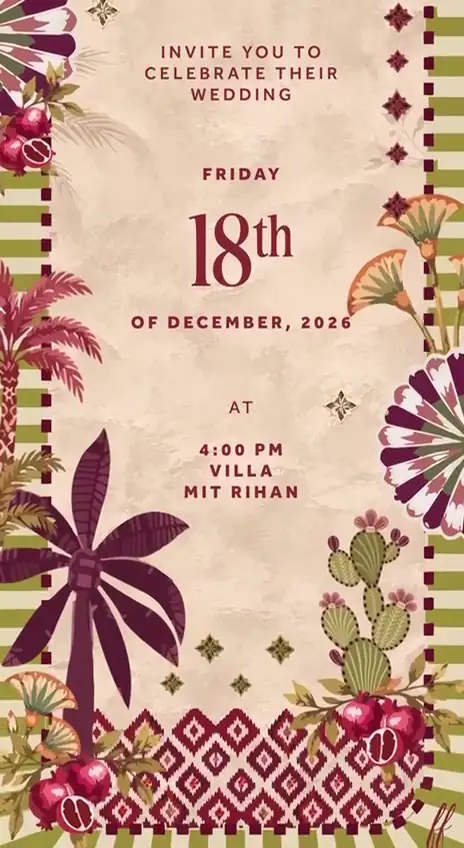 INVITE YOU TO
CELEBRATE THEIR
WEDDING
FRIDAY
18th
OF DECEMBER, 2026
AT
4:00 PM
VILLA
MIT RIHAN